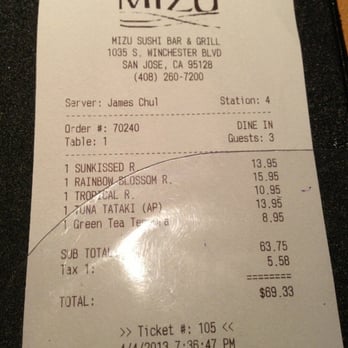 MIZU
MIZU SUSHI BAR & GRILL
1035 S. WINCHESTER BLVD
SAN JOSE, CA 95128
(408) 260-7200
Server: James Chul Station: 4
Order #: 70240 DINE IN
Table: 1 Guests: 3
1 SUNKISSED R. 13.95
1 RAINBOW BLOSSOM R. 15.95
1 TROPICAL R. 10.95
1 TUNA TATAKI (AP) 13.95
1 Green Tea Tempura 8.95
SUB TOTAL: 63.75
Tax 1: 5.58
========
TOTAL: $69.33
>> Ticket #: 105 <<
4/4/2013 7:36:47 PM